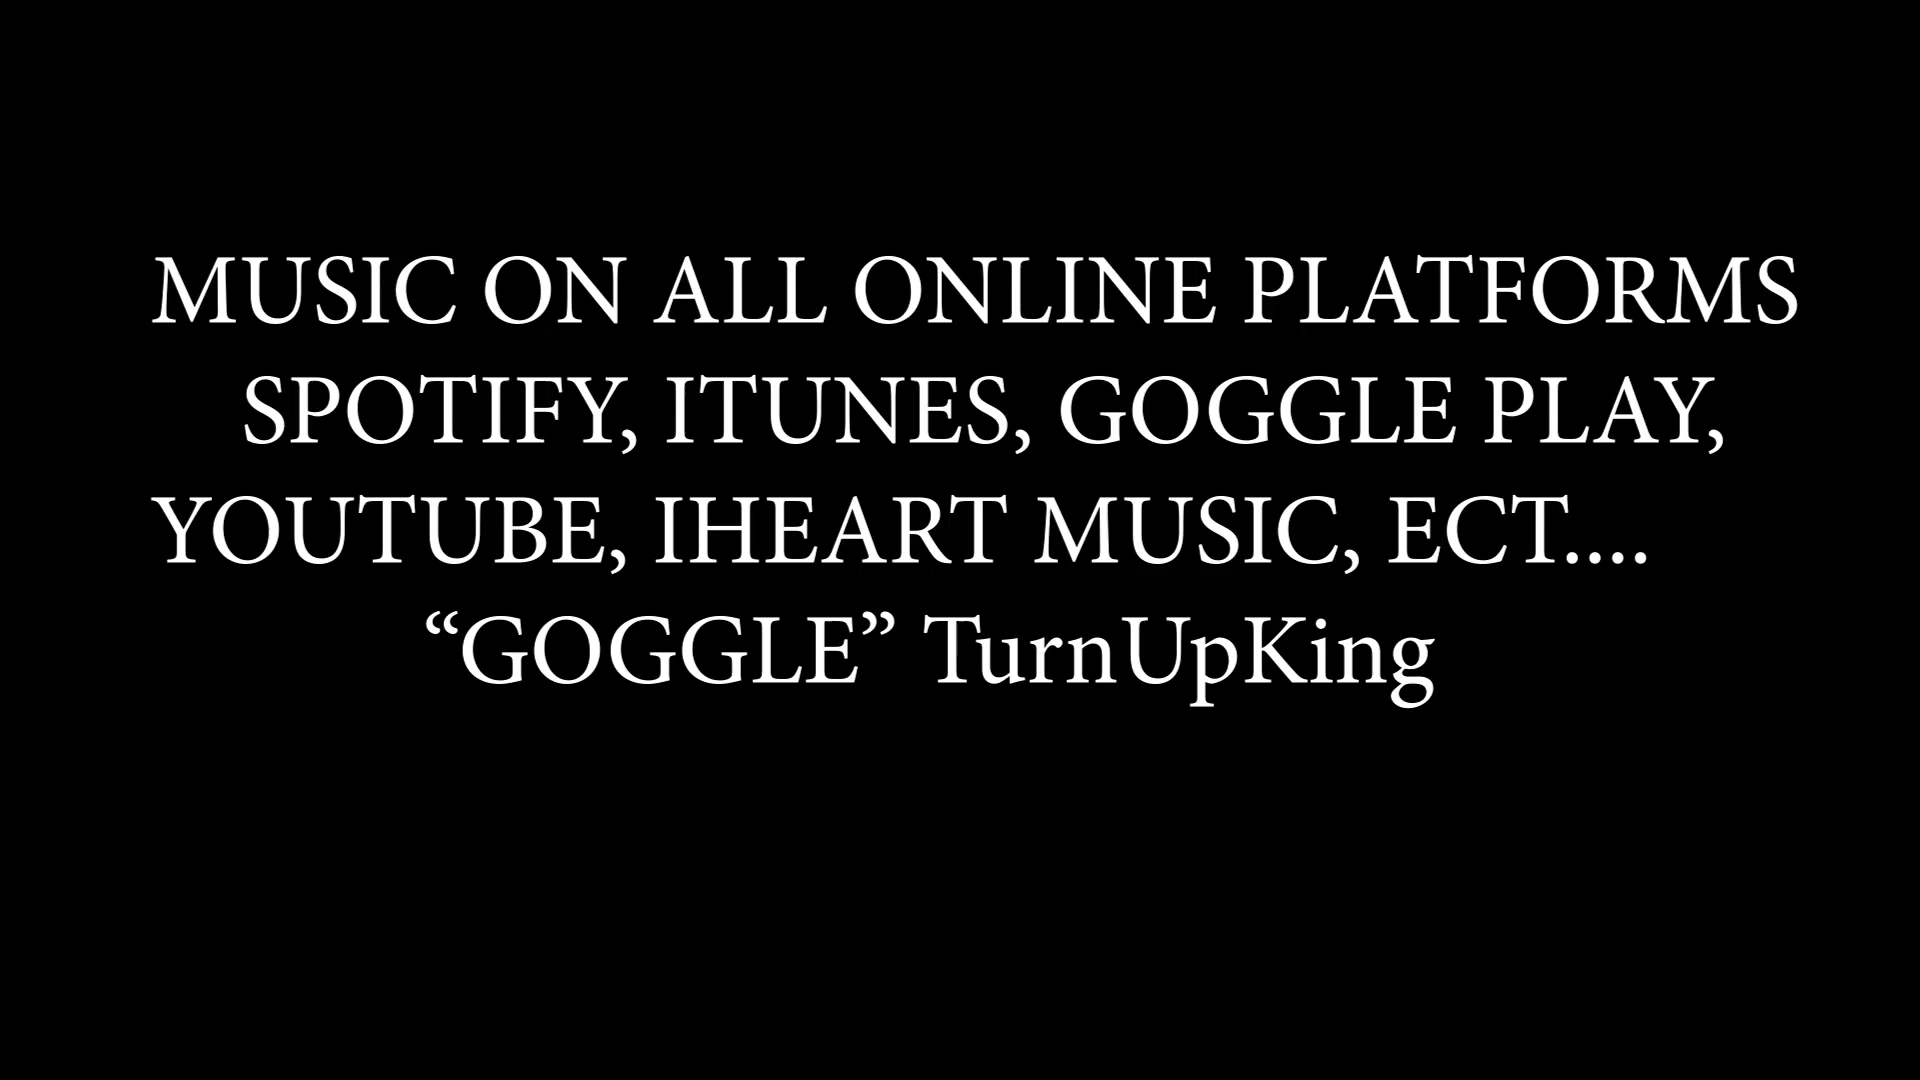 MUSIC ON ALL ONLINE PLATFORMS
SPOTIFY, ITUNES, GOGGLE PLAY,
YOUTUBE, IHEART MUSIC, ECT....
“GOGGLE” TurnUpKing